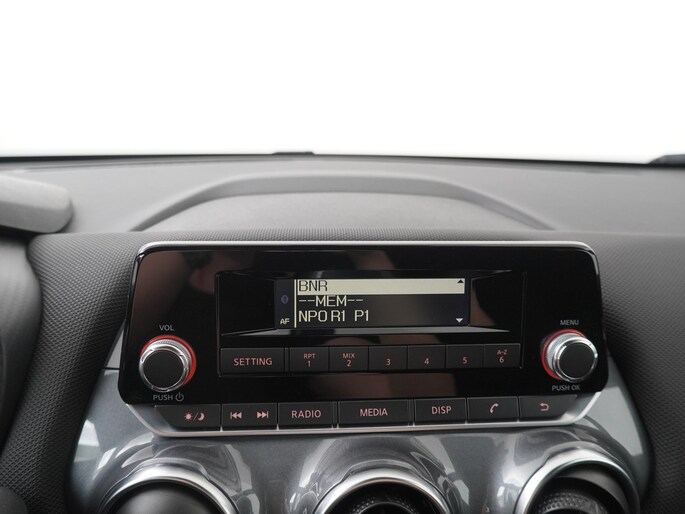 BNR
--MEM--
AF NPO R1 P1
VOL
MENU
SETTING
RPT 1
MIX 2
3
4
5
A-Z 6
PUSH
PUSH OK
RADIO
MEDIA
DISP